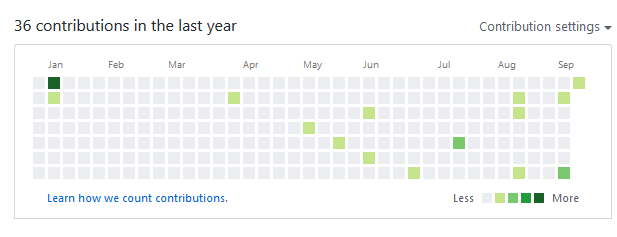 36 contributions in the last year Contribution settings
Jan Feb Mar Apr May Jun Jul Aug Sep
Learn how we count contributions. Less More